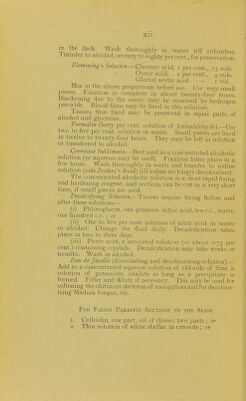 xii
in the dark. Wash thoroughly in water till colourless.
Transfer to alcohol, seventy to eighty per cent., for preservation.
Flemming's Solution.—Chromic acid, 1 per cent., 15 vols.
Osmic acid, 2 per cent., 4 vols.
Glacial acetic acid 1 vol.
Mix in the above proportions before use. Use very small
pieces. Fixation is complete in about twenty-four hours.
Blackening due to the osmic may be removed by hydrogen
peroxide. Blood films may be fixed in this solution.
Tissues thus fixed may be preserved in equal parts of
alcohol and glycerine.
Formalin (forty per cent. solution of formaldehyde).—Use
two to five per cent. solution in water. Small pieces are fixed
in twelve to twenty-four hours. They may be left in solution
or transferred to alcohol.
Corrosive Sublimate.—Best used as a concentrated alcoholic
solution (or aqueous may be used). Fixation takes place in a
few hours. Wash thoroughly in water and transfer to iodine
solution (vide Zenker's fluid) till iodine no longer decolourized.
The concentrated alcoholic solution is a most rapid fixing
and hardening reagent, and sections can be cut in a very short
time, if small pieces are used.
Decalcifying Solution.—Tissues require fixing before and
after these solutions—
(i) Phloroglucin, one gramme, nitric acid, ten c.c., water,
one hundred c.c.; or
(ii) One to five per cent. solution of nitric acid in water
or alcohol. Change the fluid daily. Decalcification takes
place in two to three days.
(iii) Picric acid, a saturated solution (= about 0.75 per
cent.) containing crystals. Decalcification may take weeks or
months. Wash in alcohol.
Eau de Javelle (dissociating and decolourizing solution).—
Add to a concentrated aqueous solution of chloride of lime a
solution of potassium oxalate as long as a precipitate is
formed. Filter and dilute if necessary. This may be used for
softening the chitinous skeleton of mosquitoes and for decolour-
izing Madura fungus, etc.
For Fixing Paraffin Sections to the Slide
1. Celloidin, one part, oil of cloves, two parts; or
2. Thin solution of white shellac in creosote; or